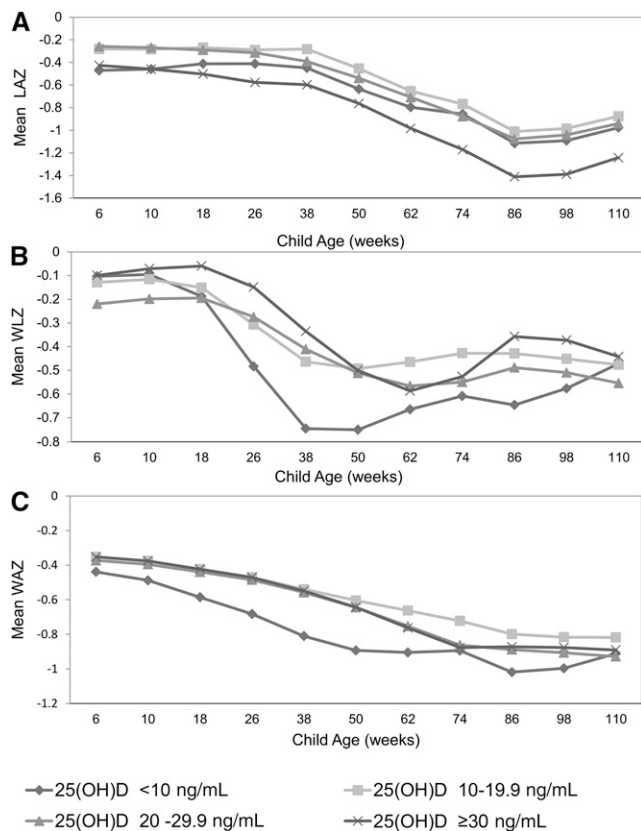 A
Mean LAZ
0
-0.2
-0.4
-0.6
-0.8
-1
-1.2
-1.4
-1.6
6 10 18 26 38 50 62 74 86 98 110
Child Age (weeks)
B
Mean WLZ
0
-0.1
-0.2
-0.3
-0.4
-0.5
-0.6
-0.7
-0.8
6 10 18 26 38 50 62 74 86 98 110
Child Age (weeks)
C
Mean WAZ
0
-0.2
-0.4
-0.6
-0.8
-1
-1.2
6 10 18 26 38 50 62 74 86 98 110
Child Age (weeks)
25(OH)D <10 ng/mL 25(OH)D 10-19.9 ng/mL
25(OH)D 20 -29.9 ng/mL 25(OH)D ≥30 ng/mL